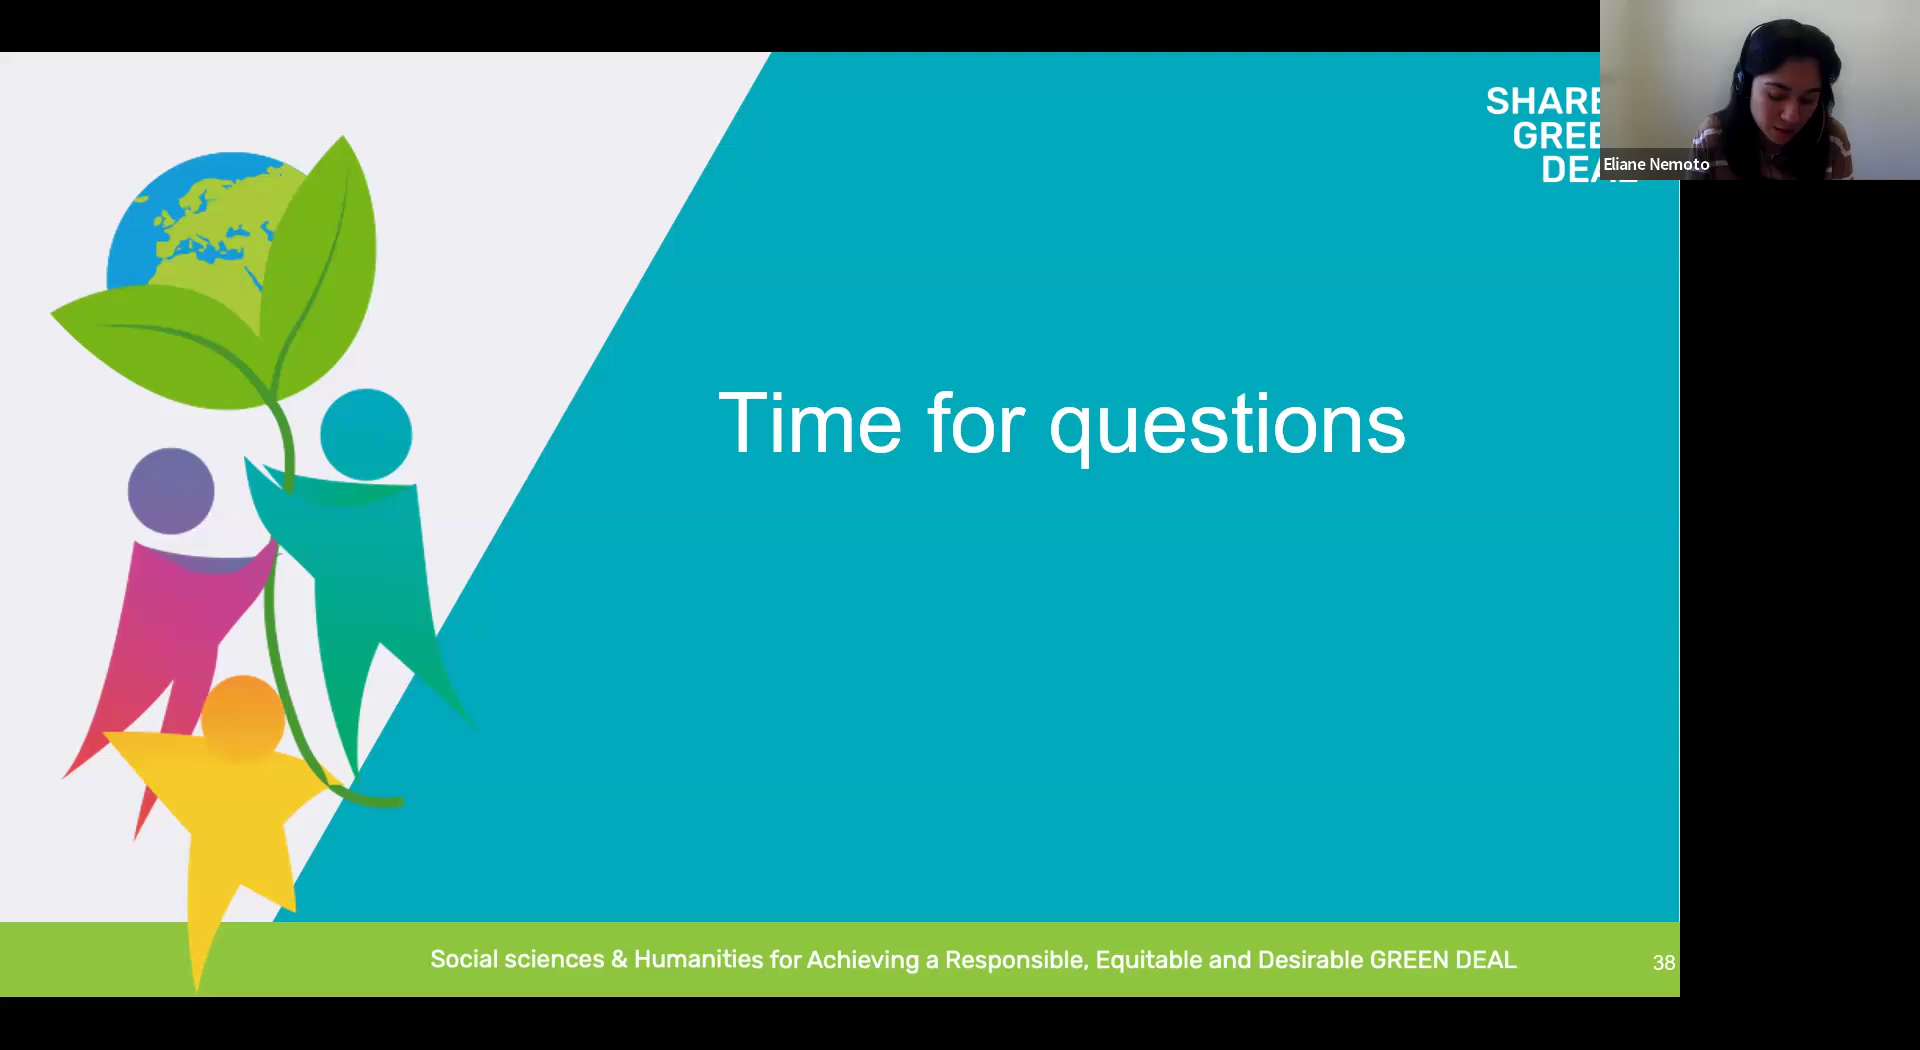 SHARE
GREE
DEAL
Eliane Nemoto
Time for questions
Social sciences & Humanities for Achieving a Responsible, Equitable and Desirable GREEN DEAL
38